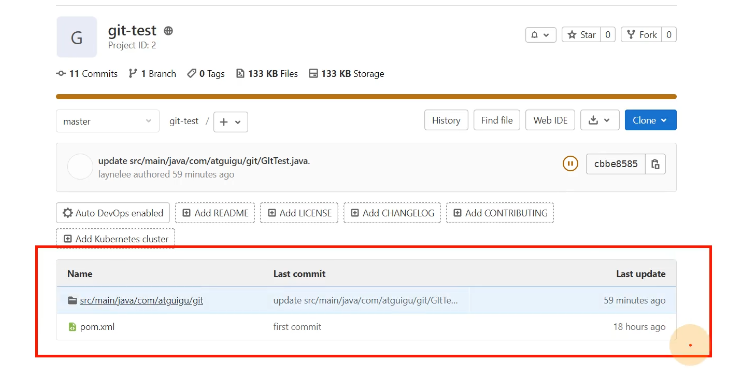 G
git-test
Project ID: 2
Star 0
Fork 0
11 Commits 1 Branch 0 Tags 133 KB Files 133 KB Storage
master
git-test / +
History
Find file
Web IDE
Clone
update src/main/java/com/atguigu/git/GItTest.java.
laynelee authored 59 minutes ago
cbbe8585
Auto DevOps enabled
Add README
Add LICENSE
Add CHANGELOG
Add CONTRIBUTING
Add Kubernetes cluster
Name Last commit Last update
src/main/java/com/atguigu/git update src/main/java/com/atguigu/git/GItTe... 59 minutes ago
pom.xml first commit 18 hours ago